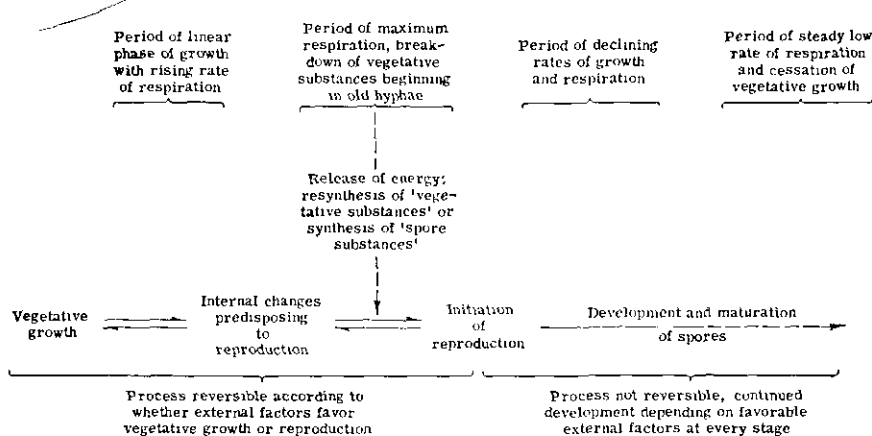 Period of linear
phase of growth
with rising rate
of respiration
Period of maximum
respiration, break-
down of vegetative
substances beginning
in old hyphae
Period of declining
rates of growth
and respiration
Period of steady low
rate of respiration
and cessation of
vegetative growth
Release of energy:
resynthesis of 'vege-
tative substances' or
synthesis of 'spore
substances'
Vegetative
growth
Internal changes
predisposing
to
reproduction
Initiation
of
reproduction
Development and maturation
of spores
Process reversible according to
whether external factors favor
vegetative growth or reproduction
Process not reversible, continued
development depending on favorable
external factors at every stage